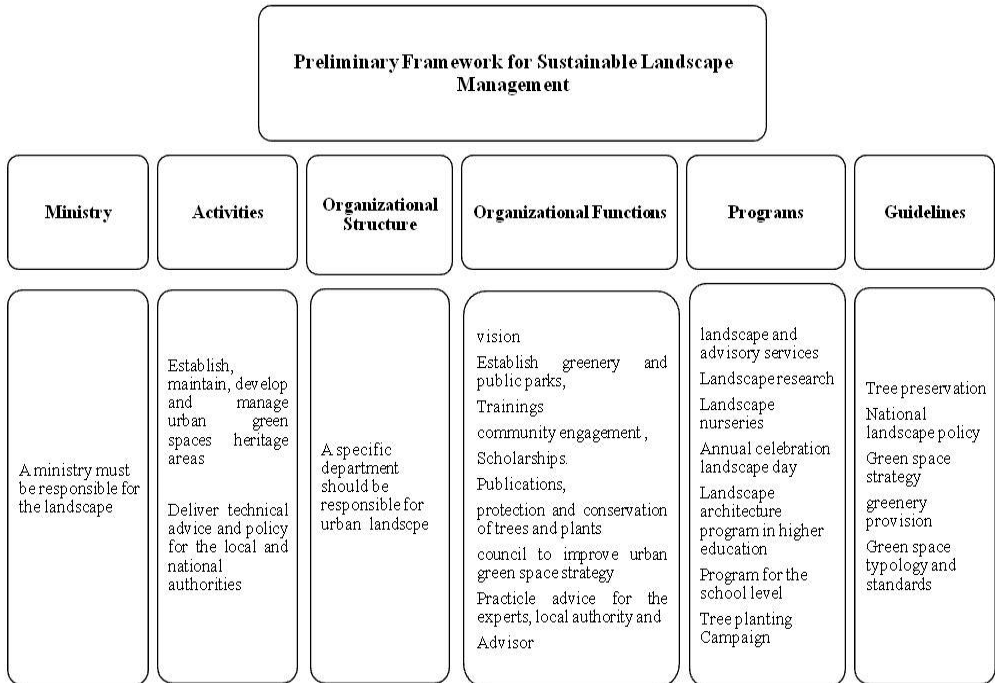 Preliminary Framework for Sustainable Landscape
Management
Ministry
Activities
Organizational
Structure
Organizational Functions
Programs
Guidelines
A ministry must
be responsible for
the landscape
Establish,
maintain, develop
and manage
urban green
spaces heritage
areas
Deliver technical
advice and policy
for the local and
national
authorities
A specific
department
should be
responsible for
urban landscpe
vision
Establish greenery and
public parks,
Trainings
community engagement ,
Scholarships.
Publications,
protection and conservation
of trees and plants
council to improve urban
green space strategy
Practicle advice for the
experts, local authority and
Advisor
landscape and
advisory services
Landscape research
Landscape
nurseries
Annual celebration
landscape day
Landscape
architecture
program in higher
education
Program for the
school level
Tree planting
Campaign
Tree preservation
National
landscape policy
Green space
strategy
greenery
provision
Green space
typology and
standards